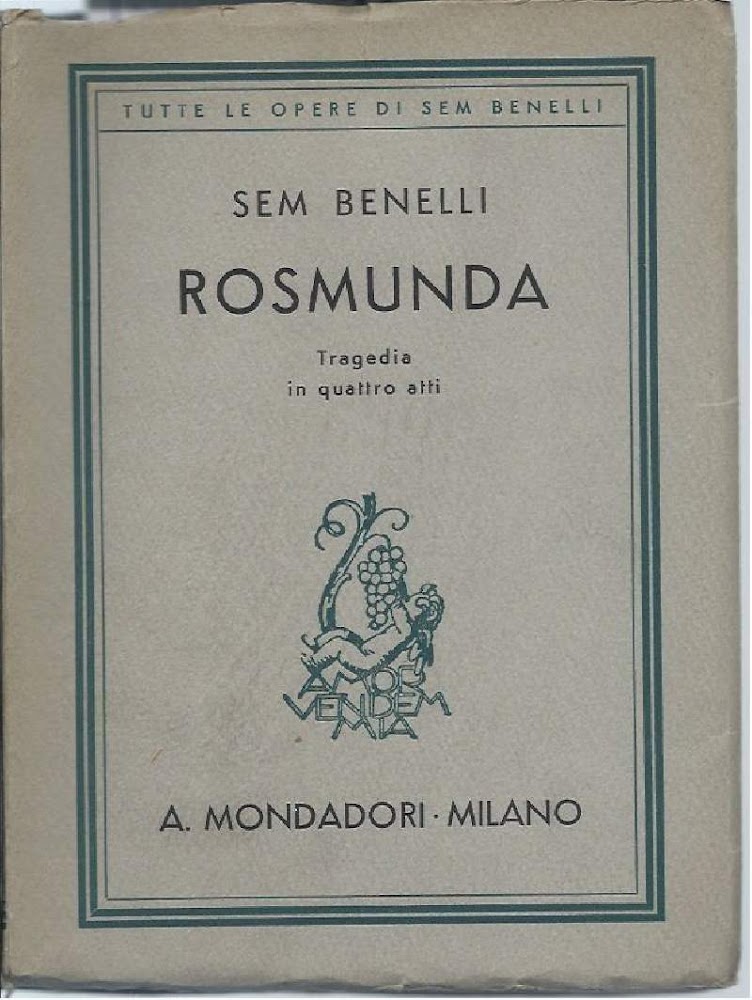 TUTTE LE OPERE DI SEM BENELLI
SEM BENELLI
ROSMUNDA
Tragedia
in quattro atti
AMOR
VENDEM
MIA
A. MONDADORI · MILANO